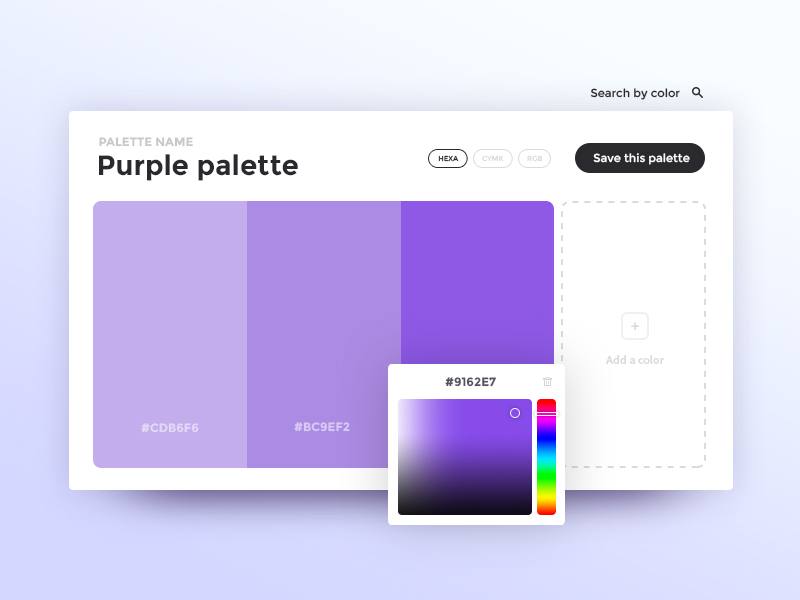 Search by color
PALETTE NAME
Purple palette
HEXA
CYMK
RGB
Save this palette
#CDB6F6
#BC9EF2
#9162E7
+
Add a color